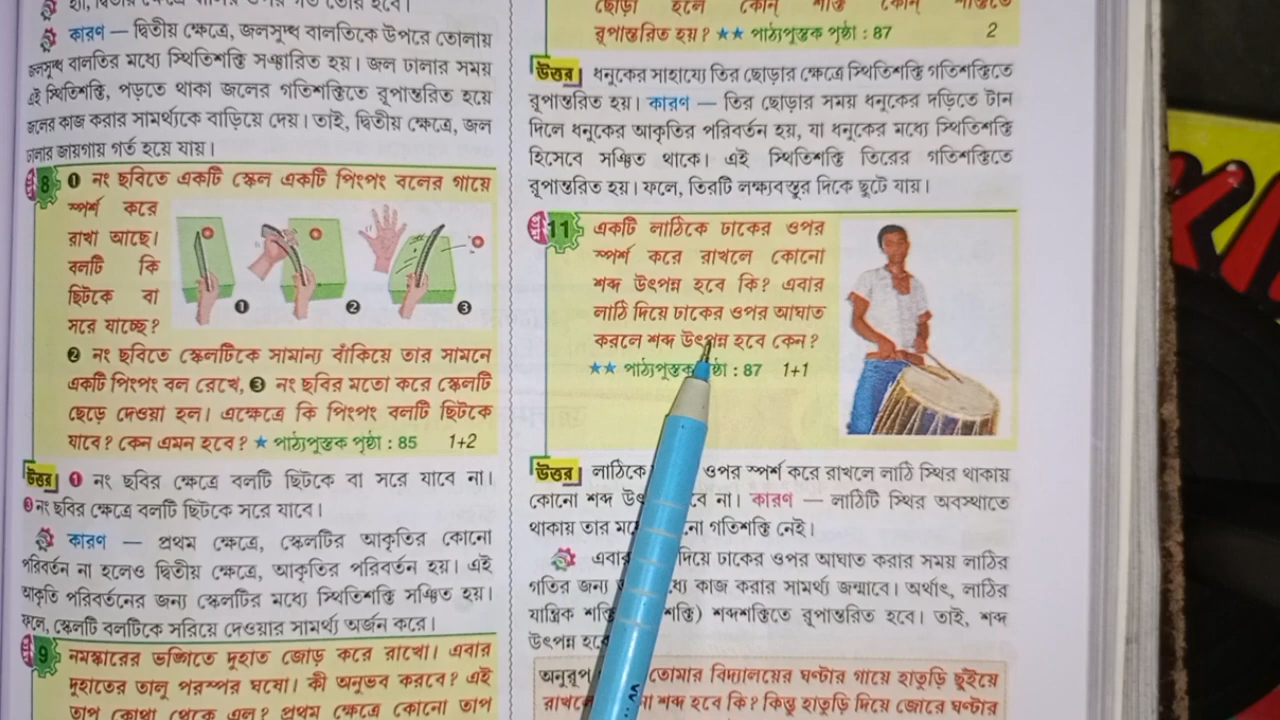 কারণ — দ্বিতীয় ক্ষেত্রে, জলসুদ্ধ বালতিকে উপরে তোলায়
জলসুদ্ধ বালতির মধ্যে স্থিতিশক্তি সঞ্চারিত হয়। জল ঢালার সময়
এই স্থিতিশক্তি, পড়তে থাকা জলের গতিশক্তিতে রূপান্তরিত হয়ে
জলের কাজ করার সামর্থ্যকে বাড়িয়ে দেয়। তাই, দ্বিতীয় ক্ষেত্রে, জল
ঢালার জায়গায় গর্ত হয়ে যায়।
8 ❶ নং ছবিতে একটি স্কেল একটি পিংপং বলের গায়ে
স্পর্শ করে
রাখা আছে।
বলটি কি
ছিটকে বা
সরে যাচ্ছে?
❶ ❷ ❸
❷ নং ছবিতে স্কেলটিকে সামান্য বাঁকিয়ে তার সামনে
একটি পিংপং বল রেখে, ❸ নং ছবির মতো করে স্কেলটি
ছেড়ে দেওয়া হল। এক্ষেত্রে কি পিংপং বলটি ছিটকে
যাবে? কেন এমন হবে? ★ পাঠ্যপুস্তক পৃষ্ঠা : 85 1+2
উত্তর ❶ নং ছবির ক্ষেত্রে বলটি ছিটকে বা সরে যাবে না।
❸ নং ছবির ক্ষেত্রে বলটি ছিটকে সরে যাবে।
কারণ — প্রথম ক্ষেত্রে, স্কেলটির আকৃতির কোনো
পরিবর্তন না হলেও দ্বিতীয় ক্ষেত্রে, আকৃতির পরিবর্তন হয়। এই
আকৃতি পরিবর্তনের জন্য স্কেলটির মধ্যে স্থিতিশক্তি সঞ্চিত হয়।
ফলে, স্কেলটি বলটিকে সরিয়ে দেওয়ার সামর্থ্য অর্জন করে।
9 নমস্কারের ভঙ্গিতে দুহাত জোড় করে রাখো। এবার
দুহাতের তালু পরস্পর ঘষো। কী অনুভব করবে? এই
তাপ কোথা থেকে এল? প্রথম ক্ষেত্রে কোনো তাপ
ছোড়া হলে কোন্ শক্তি কোন্ শক্তিতে
রূপান্তরিত হয়? ★★ পাঠ্যপুস্তক পৃষ্ঠা : 87 2
উত্তর ধনুকের সাহায্যে তির ছোড়ার ক্ষেত্রে স্থিতিশক্তি গতিশক্তিতে
রূপান্তরিত হয়। কারণ — তির ছোড়ার সময় ধনুকের দড়িতে টান
দিলে ধনুকের আকৃতির পরিবর্তন হয়, যা ধনুকের মধ্যে স্থিতিশক্তি
হিসেবে সঞ্চিত থাকে। এই স্থিতিশক্তি তিরের গতিশক্তিতে
রূপান্তরিত হয়। ফলে, তিরটি লক্ষ্যবস্তুর দিকে ছুটে যায়।
11 একটি লাঠিকে ঢাকের ওপর
স্পর্শ করে রাখলে কোনো
শব্দ উৎপন্ন হবে কি? এবার
লাঠি দিয়ে ঢাকের ওপর আঘাত
করলে শব্দ উৎপন্ন হবে কেন?
★★ পাঠ্যপুস্তক পৃষ্ঠা : 87 1+1
উত্তর লাঠিকে ওপর স্পর্শ করে রাখলে লাঠি স্থির থাকায়
কোনো শব্দ না। কারণ — লাঠিটি স্থির অবস্থাতে
থাকায় তার গতিশক্তি নেই।
এবার দিয়ে ঢাকের ওপর আঘাত করার সময় লাঠির
গতির জন্য কাজ করার সামর্থ্য জন্মাবে। অর্থাৎ, লাঠির
যান্ত্রিক শব্দশক্তিতে রূপান্তরিত হবে। তাই, শব্দ
উৎপন্ন
অনুরূপ তোমার বিদ্যালয়ের ঘণ্টার গায়ে হাতুড়ি ছুঁইয়ে
শব্দ হবে কি? কিন্তু হাতুড়ি দিয়ে জোরে ঘণ্টার